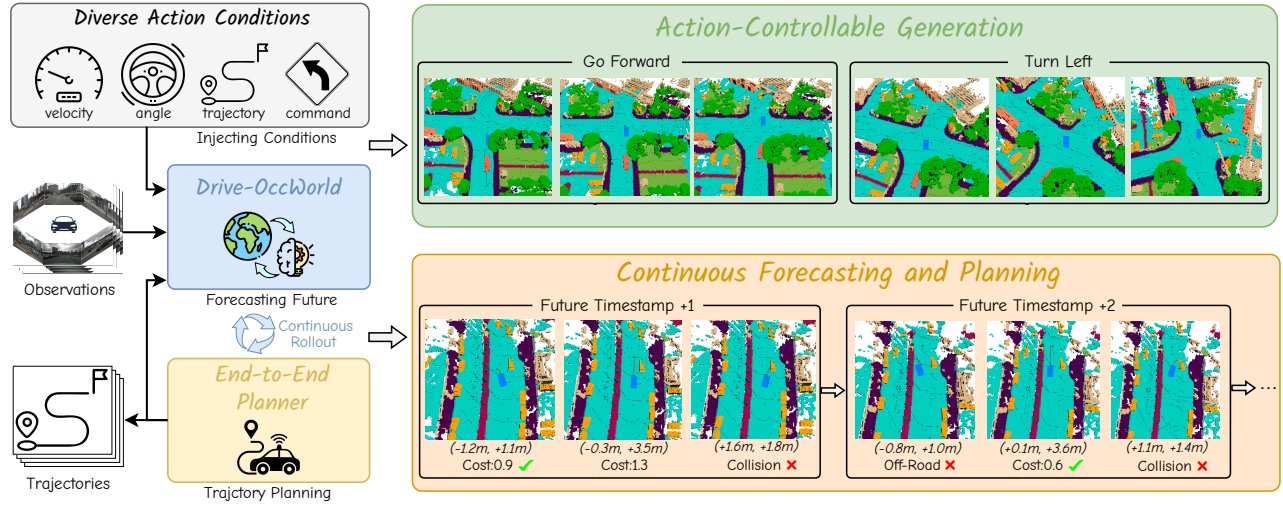 Diverse Action Conditions
velocity
angle
trajectory
command
Injecting Conditions
Observations
Drive-OccWorld
Forecasting Future
Continuous
Rollout
End-to-End
Planner
Trajctory Planning
Trajectories
Action-Controllable Generation
Go Forward
Turn Left
Continuous Forecasting and Planning
Future Timestamp +1
(-1.2m, +1.1m)
Cost:0.9
(-0.3m, +3.5m)
Cost:1.3
(+1.6m, +1.8m)
Collision
Future Timestamp +2
(-0.8m, +1.0m)
Off-Road
(+0.1m, +3.6m)
Cost:0.6
(+1.1m, +1.4m)
Collision
...